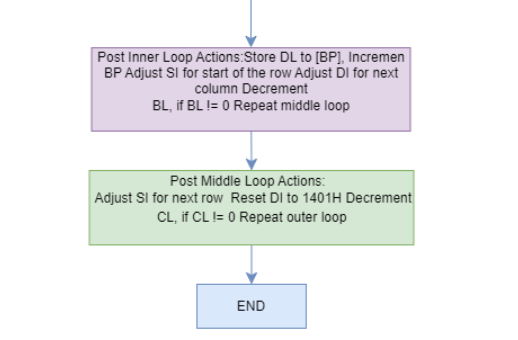 Post Inner Loop Actions:Store DL to [BP], Incremen
BP Adjust SI for start of the row Adjust DI for next
column Decrement
BL, if BL != 0 Repeat middle loop
Post Middle Loop Actions:
Adjust SI for next row Reset DI to 1401H Decrement
CL, if CL != 0 Repeat outer loop
END